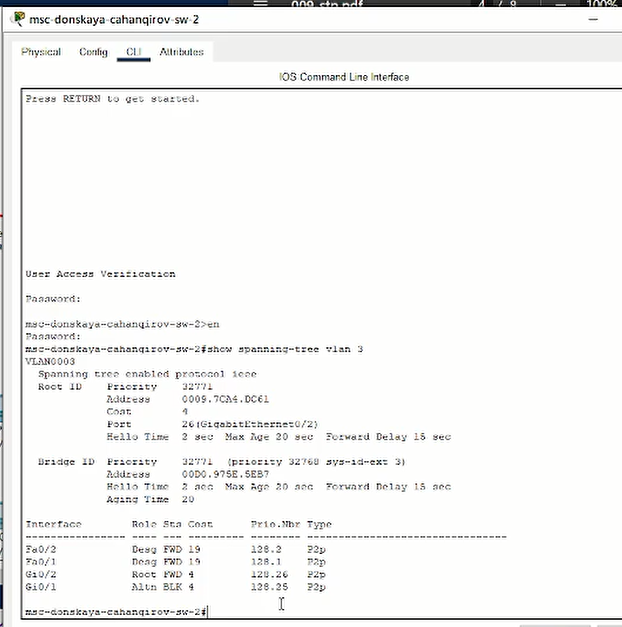 009_stp.pdf 4 / 8 100%
msc-donskaya-cahanqirov-sw-2
Physical Config CLI Attributes
IOS Command Line Interface
Press RETURN to get started.
User Access Verification
Password:
msc-donskaya-cahanqirov-sw-2>en
Password:
msc-donskaya-cahanqirov-sw-2#show spanning-tree vlan 3
VLAN0003
Spanning tree enabled protocol ieee
Root ID Priority 32771
Address 0009.7CA4.DC61
Cost 4
Port 26(GigabitEthernet0/2)
Hello Time 2 sec Max Age 20 sec Forward Delay 15 sec
Bridge ID Priority 32771 (priority 32768 sys-id-ext 3)
Address 00D0.975E.5EB7
Hello Time 2 sec Max Age 20 sec Forward Delay 15 sec
Aging Time 20
Interface Role Sts Cost Prio.Nbr Type
---------------- ---- --- --------- -------- --------------------------------
Fa0/2 Desg FWD 19 128.2 P2p
Fa0/1 Desg FWD 19 128.1 P2p
Gi0/2 Root FWD 4 128.26 P2p
Gi0/1 Altn BLK 4 128.25 P2p
msc-donskaya-cahanqirov-sw-2#